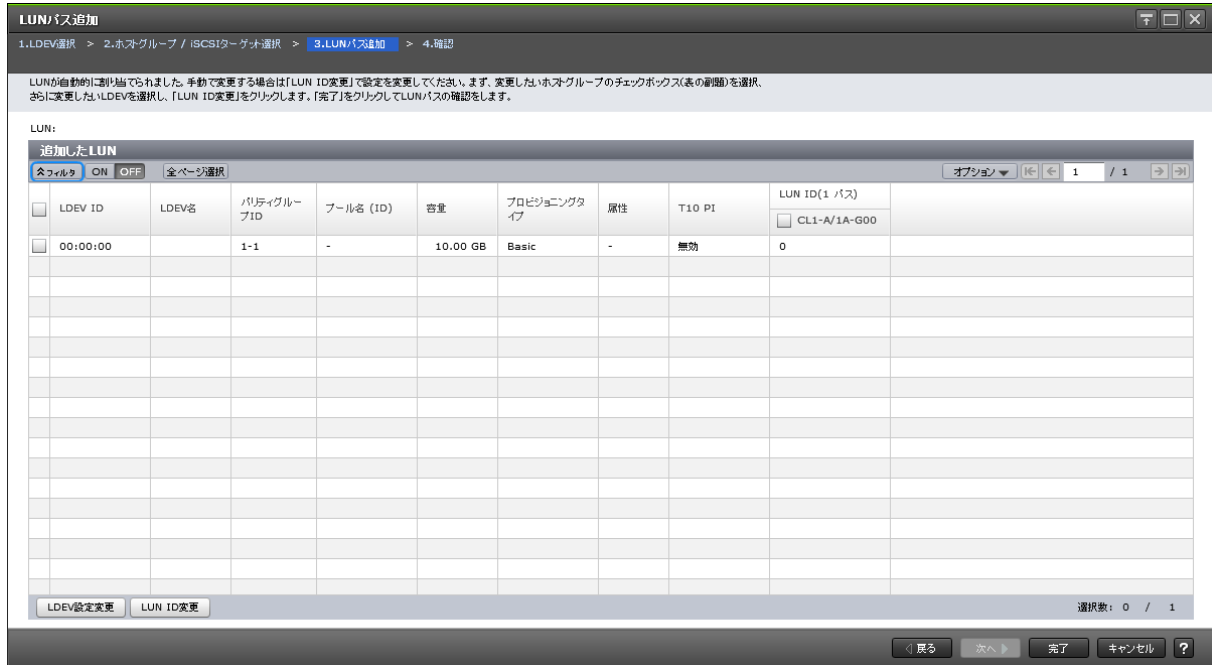 LUNパス追加
1.LDEV選択 > 2.ホストグループ / iSCSIターゲット選択 > 3.LUNパス追加 > 4.確認
LUNが自動的に割り当てられました。手動で変更する場合は「LUN ID変更」で設定を変更してください。まず、変更したいホストグループのチェックボックス(表の副題)を選択、
さらに変更したいLDEVを選択し、「LUN ID変更」をクリックします。「完了」をクリックしてLUNパスの確認をします。
LUN:
追加したLUN
フィルタ ON OFF 全ページ選択 オプション 1 / 1
LDEV ID LDEV名 パリティグループID プール名 (ID) 容量 プロビジョニングタイプ 属性 T10 PI LUN ID(1 パス)
CL1-A/1A-G00
00:00:00 1-1 - 10.00 GB Basic - 無効 0
LDEV設定変更 LUN ID変更 選択数: 0 / 1
戻る 次へ 完了 キャンセル ?